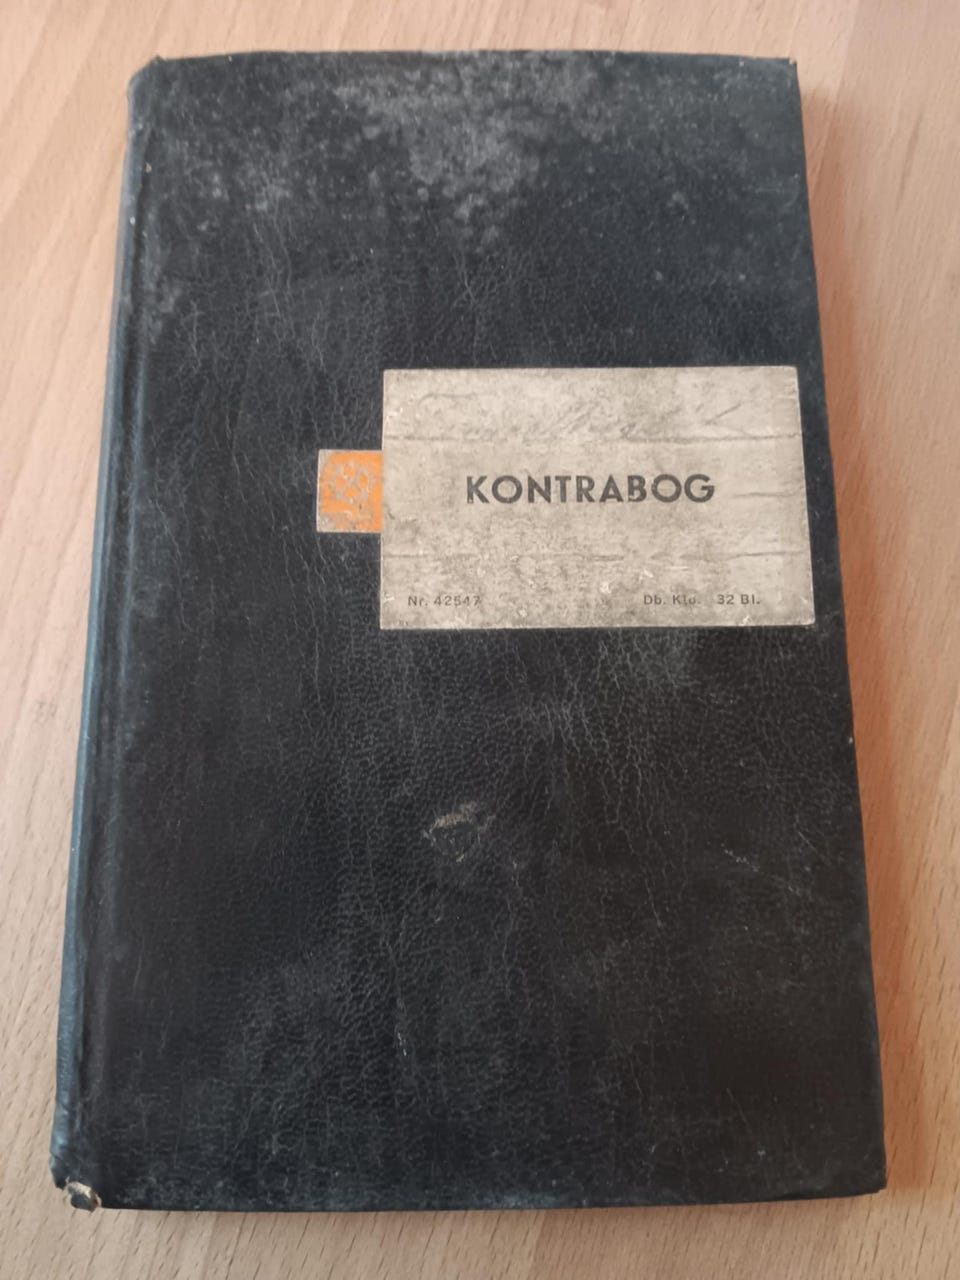 KONTRABOG
Nr. 42547 Db. Kto. 32 Bl.